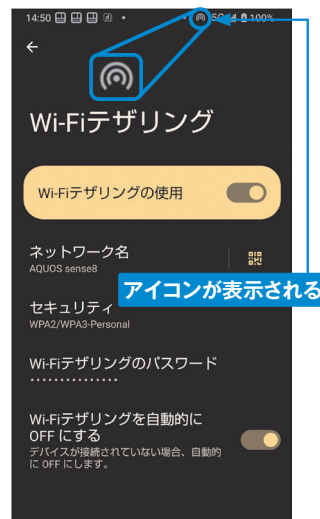 14:50
5G 100%
Wi-Fiテザリング
Wi-Fiテザリングの使用
ネットワーク名
AQUOS sense8
アイコンが表示される
セキュリティ
WPA2/WPA3-Personal
Wi-Fiテザリングのパスワード
•••••••••••••••
Wi-Fiテザリングを自動的に
OFF にする
デバイスが接続されていない場合、自動的
に OFF にします。